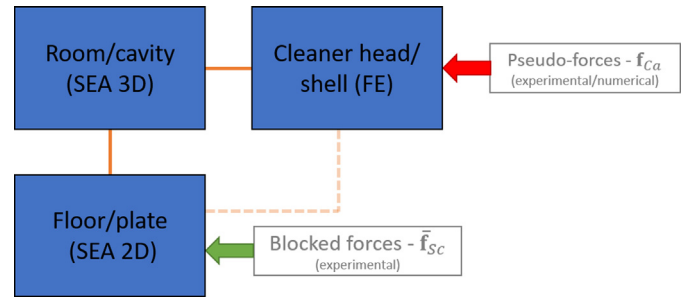 Room/cavity
(SEA 3D)
Cleaner head/
shell (FE)
Pseudo-forces - 𝐟𝐶𝑎
(experimental/numerical)
Floor/plate
(SEA 2D)
Blocked forces - 𝐟̄𝑆𝑐
(experimental)